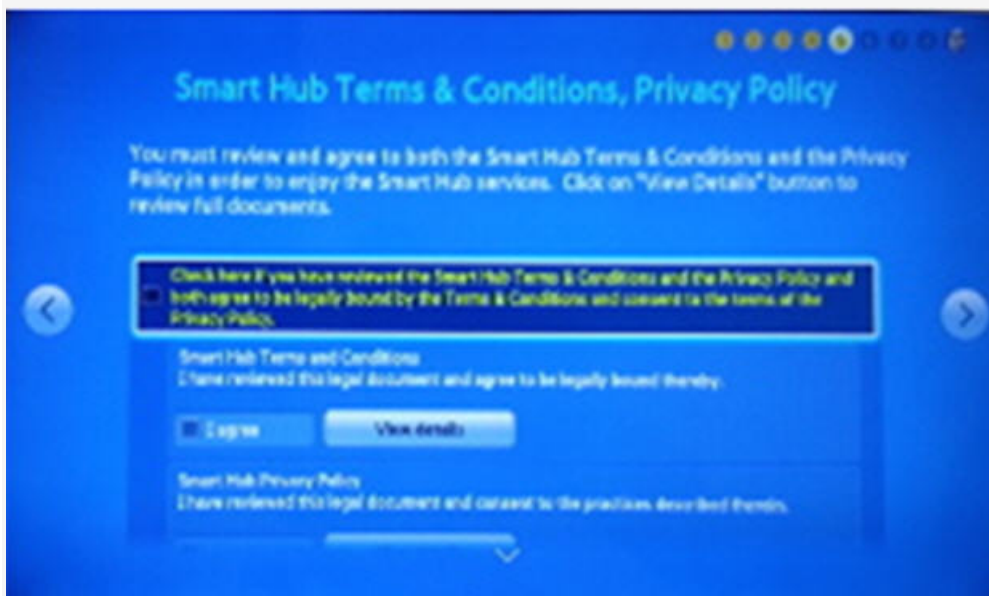 Smart Hub Terms & Conditions, Privacy Policy
You must review and agree to both the Smart Hub Terms & Conditions and the Privacy
Policy in order to enjoy the Smart Hub services. Click on "View Details" button to
review full documents.
Check here if you have reviewed the Smart Hub Terms & Conditions and the Privacy Policy and
both agree to be legally bound by the Terms & Conditions and consent to the terms of the
Privacy Policy.
Smart Hub Terms and Conditions
I have reviewed this legal document and agree to be legally bound thereby.
I agree
View details
Smart Hub Privacy Policy
I have reviewed this legal document and consent to the practices described therein.